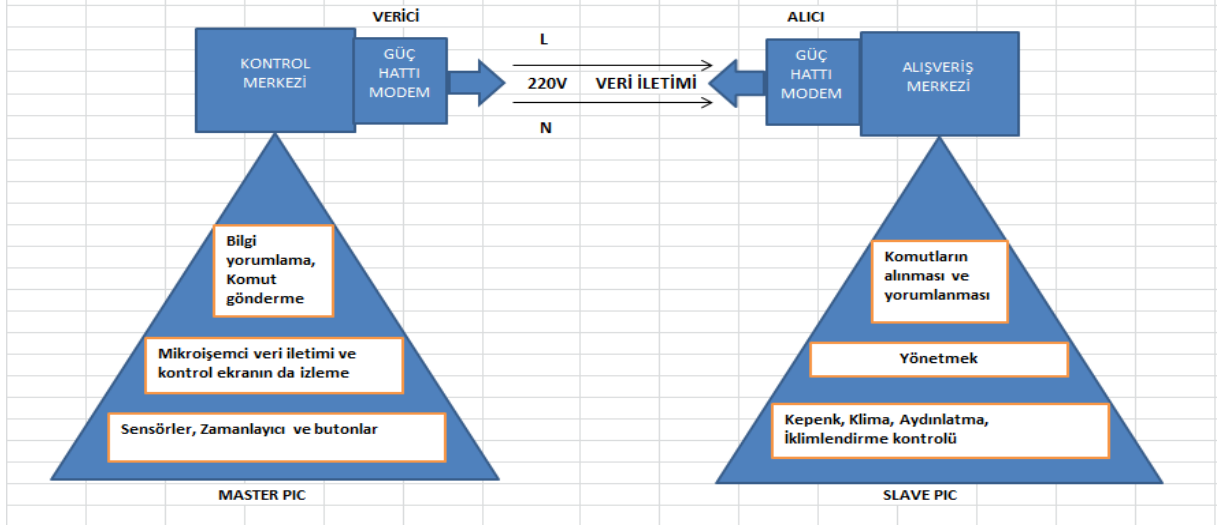 VERİCİ
ALICI
KONTROL
MERKEZİ
GÜÇ
HATTI
MODEM
L
220V VERİ İLETİMİ
N
GÜÇ
HATTI
MODEM
ALIŞVERİŞ
MERKEZİ
Bilgi
yorumlama,
Komut
gönderme
Mikroişemci veri iletimi ve
kontrol ekranın da izleme
Sensörler, Zamanlayıcı ve butonlar
MASTER PIC
Komutların
alınması ve
yorumlanması
Yönetmek
Kepenk, Klima, Aydınlatma,
İklimlendirme kontrolü
SLAVE PIC